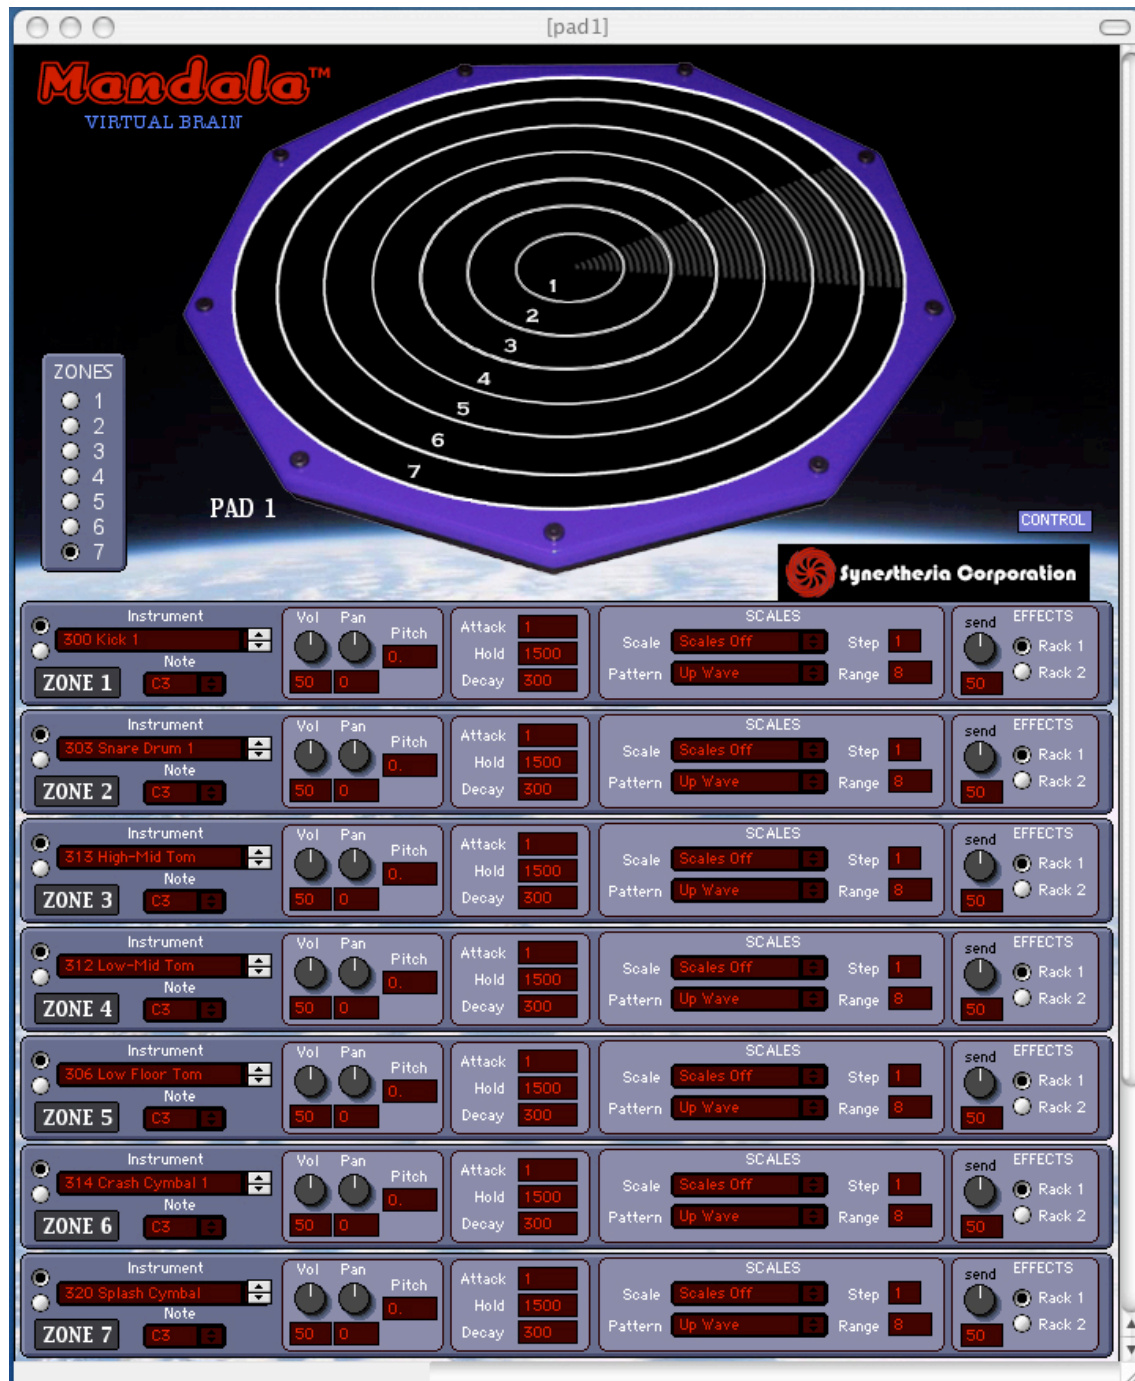 [pad1]
Mandala™
VIRTUAL BRAIN
1
2
3
4
5
6
7
ZONES
1
2
3
4
5
6
7
PAD 1
CONTROL
Synesthesia Corporation
Instrument Vol Pan Pitch Attack 1 SCALES send EFFECTS
300 Kick 1 0. Hold 1500 Scale Scales Off Step 1 Rack 1
Note Decay 300 Pattern Up Wave Range 8 Rack 2
ZONE 1 C3 50 0 50
Instrument Vol Pan Pitch Attack 1 SCALES send EFFECTS
303 Snare Drum 1 0. Hold 1500 Scale Scales Off Step 1 Rack 1
Note Decay 300 Pattern Up Wave Range 8 Rack 2
ZONE 2 C3 50 0 50
Instrument Vol Pan Pitch Attack 1 SCALES send EFFECTS
313 High-Mid Tom 0. Hold 1500 Scale Scales Off Step 1 Rack 1
Note Decay 300 Pattern Up Wave Range 8 Rack 2
ZONE 3 C3 50 0 50
Instrument Vol Pan Pitch Attack 1 SCALES send EFFECTS
312 Low-Mid Tom 0. Hold 1500 Scale Scales Off Step 1 Rack 1
Note Decay 300 Pattern Up Wave Range 8 Rack 2
ZONE 4 C3 50 0 50
Instrument Vol Pan Pitch Attack 1 SCALES send EFFECTS
306 Low Floor Tom 0. Hold 1500 Scale Scales Off Step 1 Rack 1
Note Decay 300 Pattern Up Wave Range 8 Rack 2
ZONE 5 C3 50 0 50
Instrument Vol Pan Pitch Attack 1 SCALES send EFFECTS
314 Crash Cymbal 1 0. Hold 1500 Scale Scales Off Step 1 Rack 1
Note Decay 300 Pattern Up Wave Range 8 Rack 2
ZONE 6 C3 50 0 50
Instrument Vol Pan Pitch Attack 1 SCALES send EFFECTS
320 Splash Cymbal 0. Hold 1500 Scale Scales Off Step 1 Rack 1
Note Decay 300 Pattern Up Wave Range 8 Rack 2
ZONE 7 C3 50 0 50